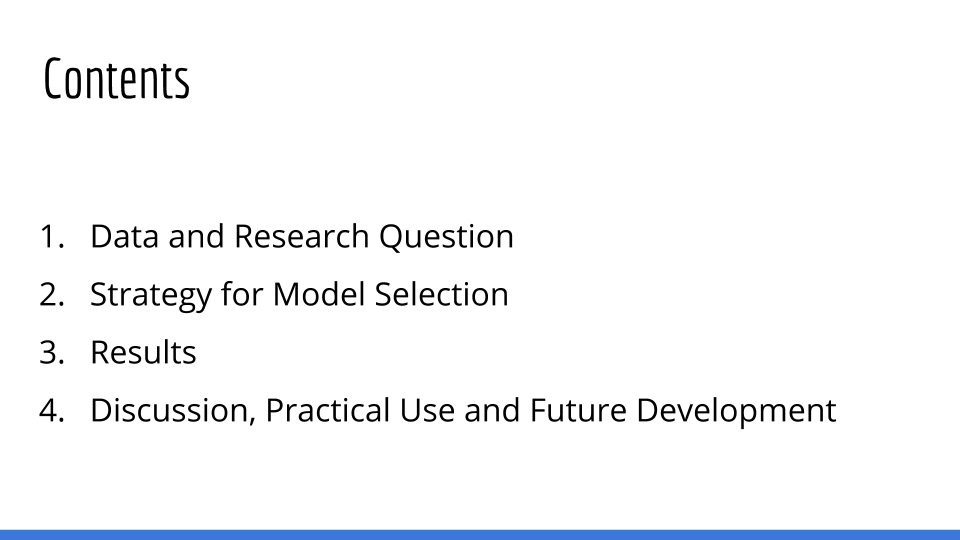 Contents
1. Data and Research Question
2. Strategy for Model Selection
3. Results
4. Discussion, Practical Use and Future Development